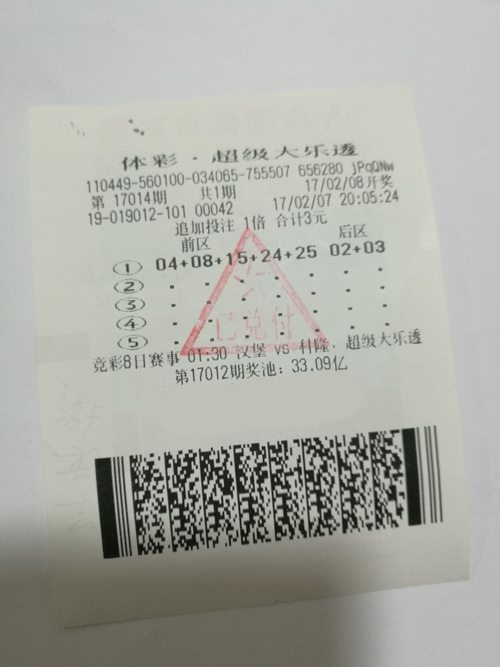 体彩·超级大乐透
110449-560100-034065-755507 656280 jPqQNw
第 17014期 共1期 17/02/08开奖
19-019012-101 00042 17/02/07 20:05:24
追加投注 1倍 合计3元
前区 后区
① 04+08+15+24+25 02+03
②
③
④
⑤
已兑付
竞彩8日赛事 01:30 汉堡 vs 科隆,超级大乐透
第17012期奖池: 33.09亿